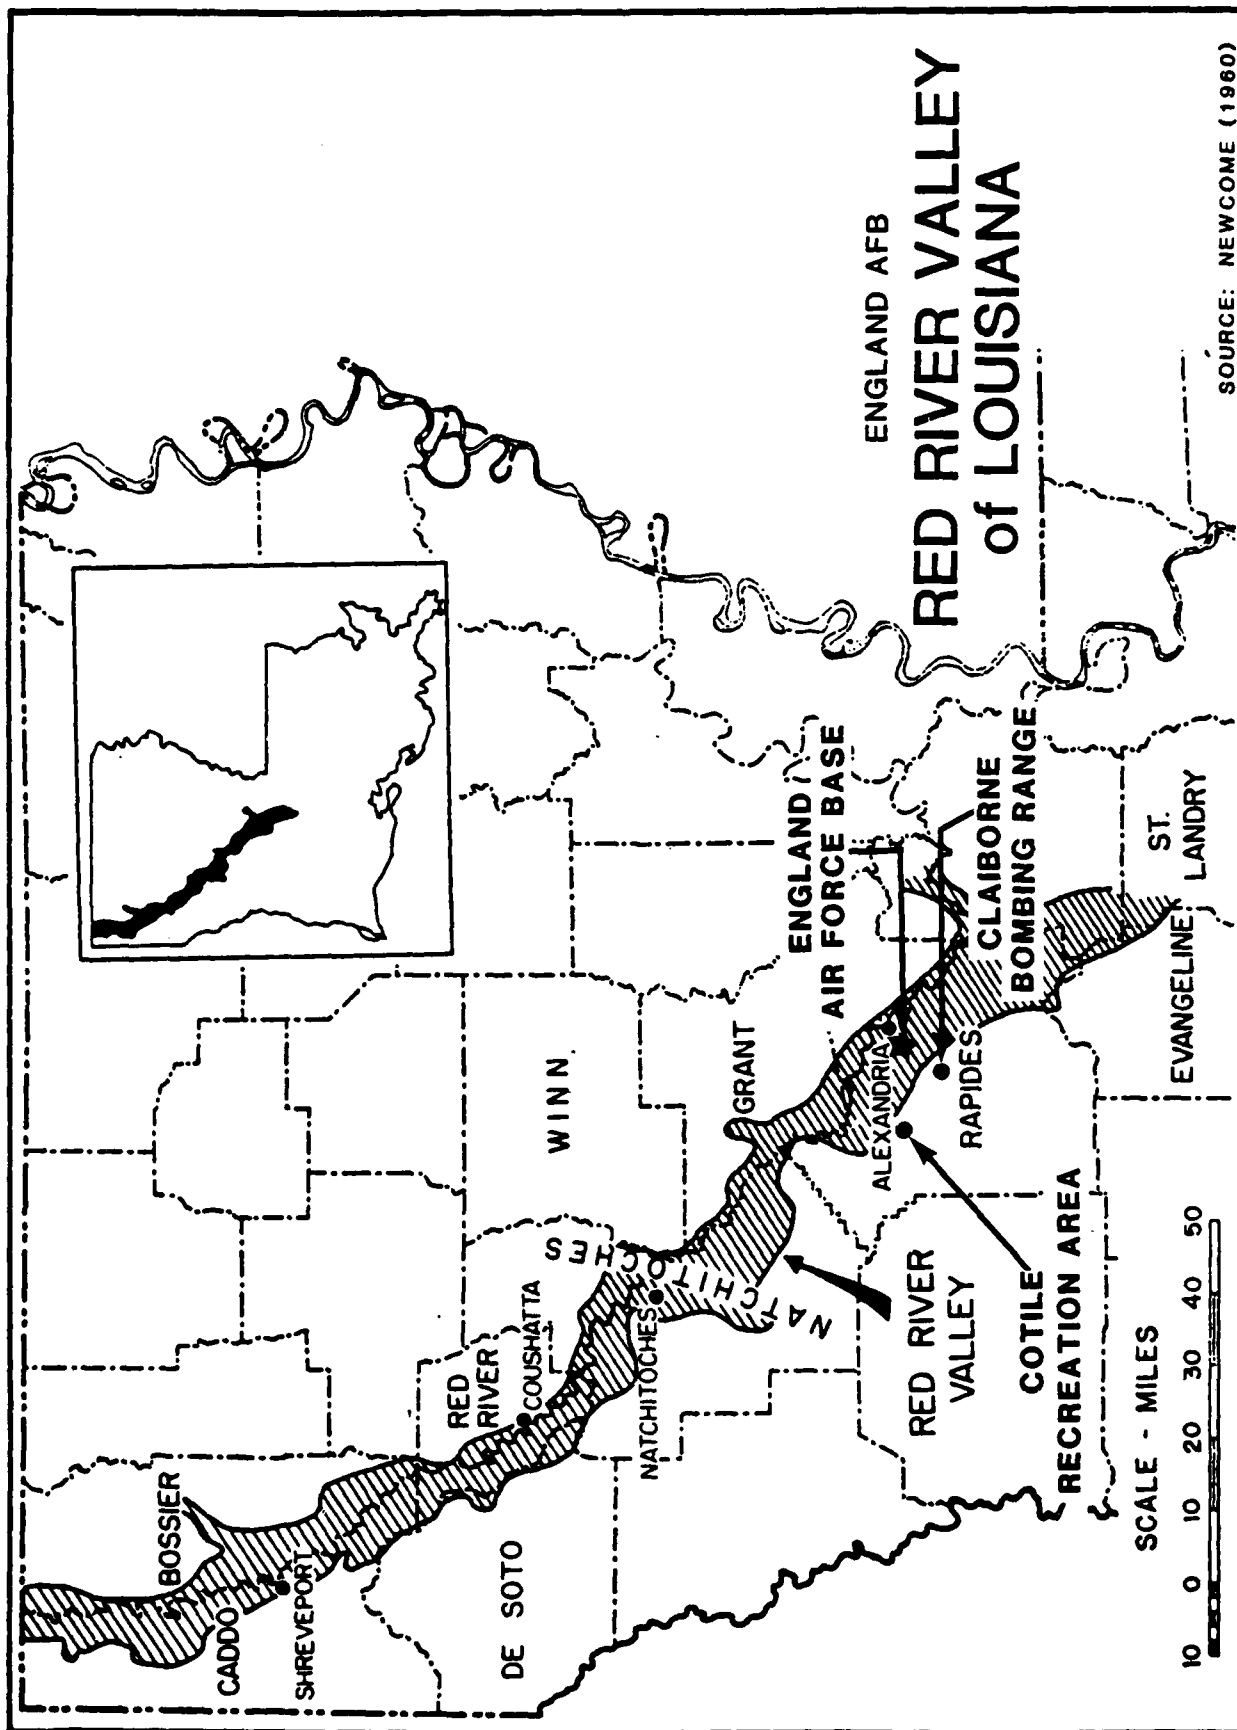 BOSSIER
CADDO
SHREVEPORT
DE SOTO
RED
RIVER
COUSHATTA
WINN
NATCHITOCHES
NATCHITOCHES
GRANT
ENGLAND
AIR FORCE BASE
ALEXANDRIA
RAPIDES
CLAIBORNE
BOMBING RANGE
RED RIVER
VALLEY
COTILE
RECREATION AREA
EVANGELINE
ST.
LANDRY
SCALE - MILES
10 0 10 20 30 40 50
ENGLAND AFB
RED RIVER VALLEY
of LOUISIANA
SOURCE: NEWCOME (1960)